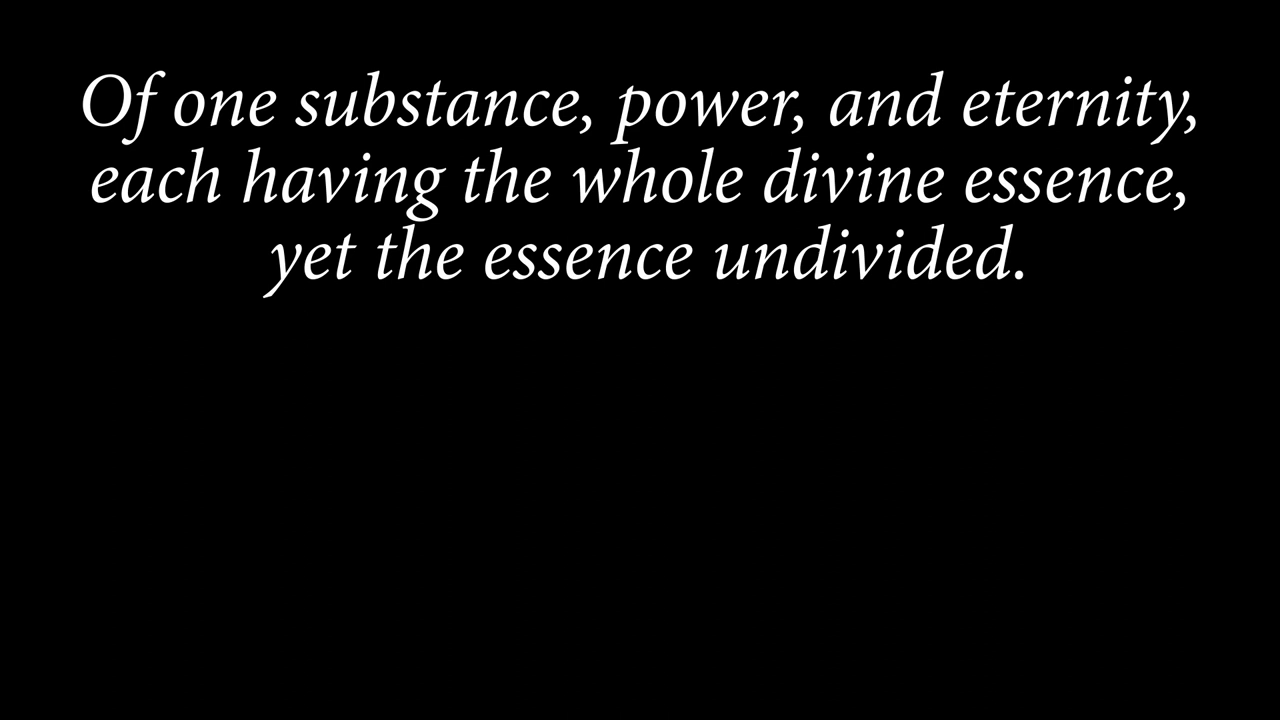 Of one substance, power, and eternity,
each having the whole divine essence,
yet the essence undivided.